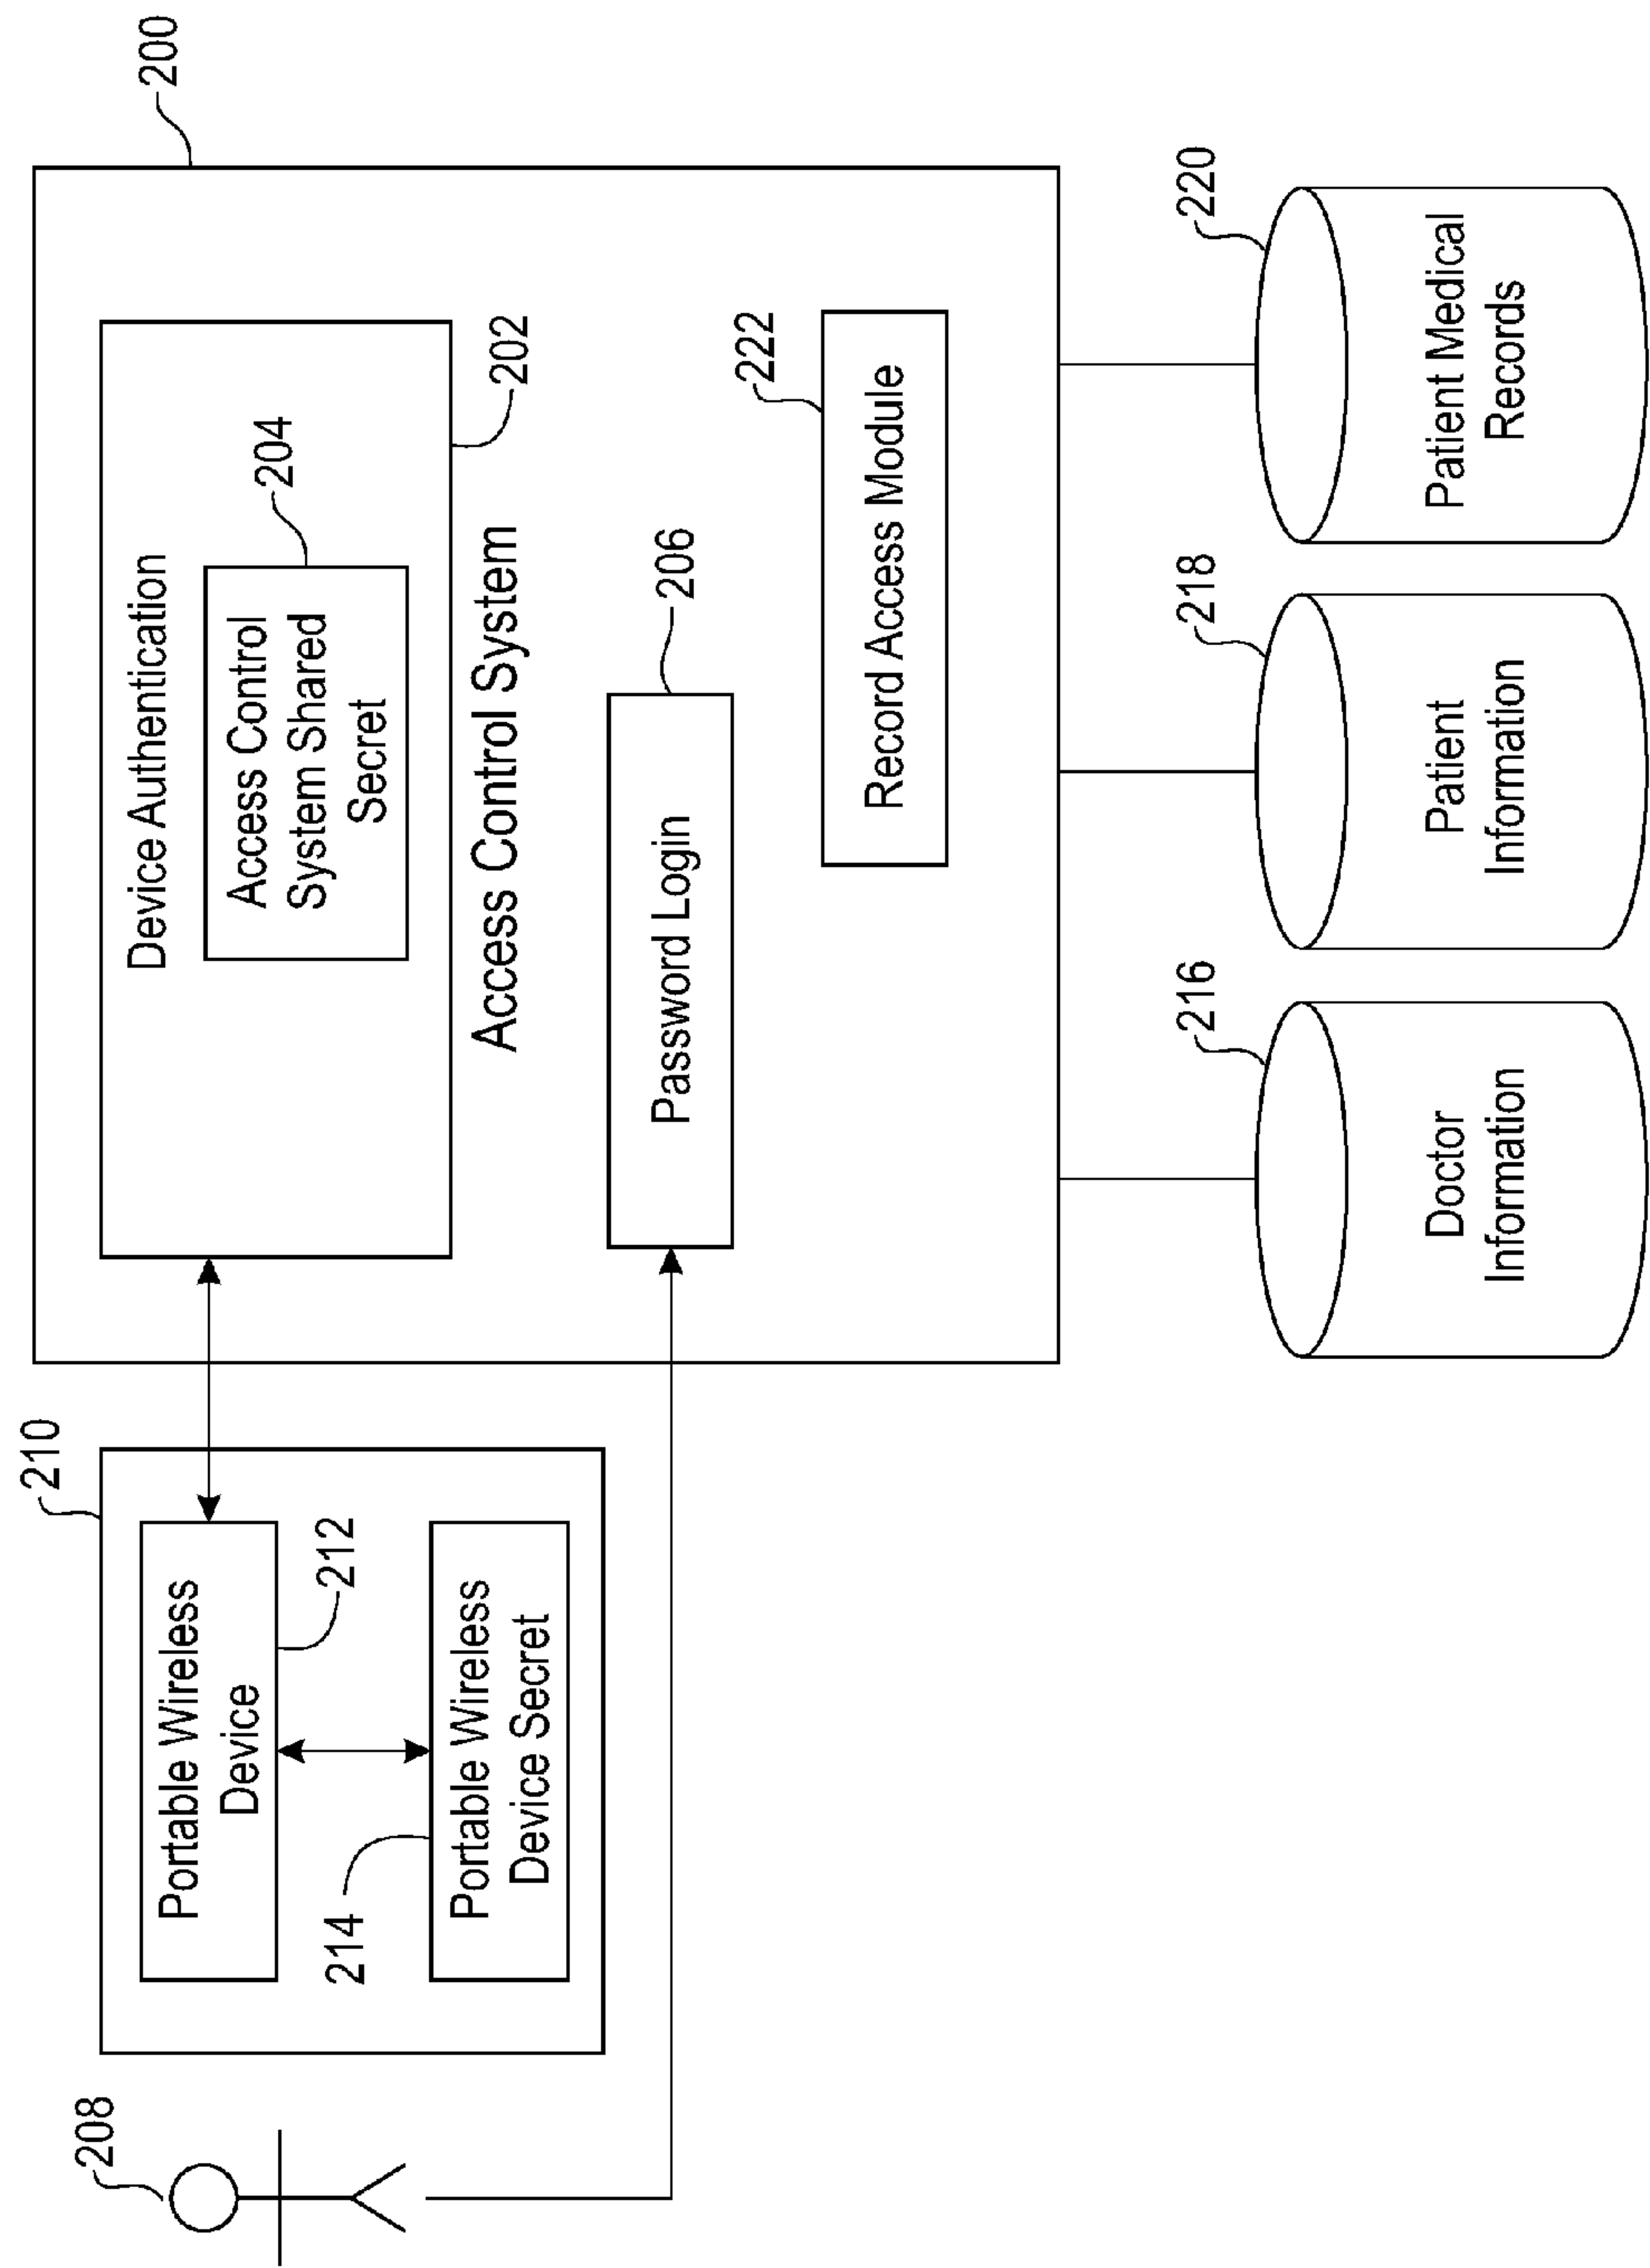 200
Device Authentication
204
Access Control
System Shared
Secret
202
Access Control System
206
Password Login
222
Record Access Module
210
Portable Wireless
Device
212
214
Portable Wireless
Device Secret
208
216
Doctor
Information
218
Patient
Information
220
Patient Medical
Records